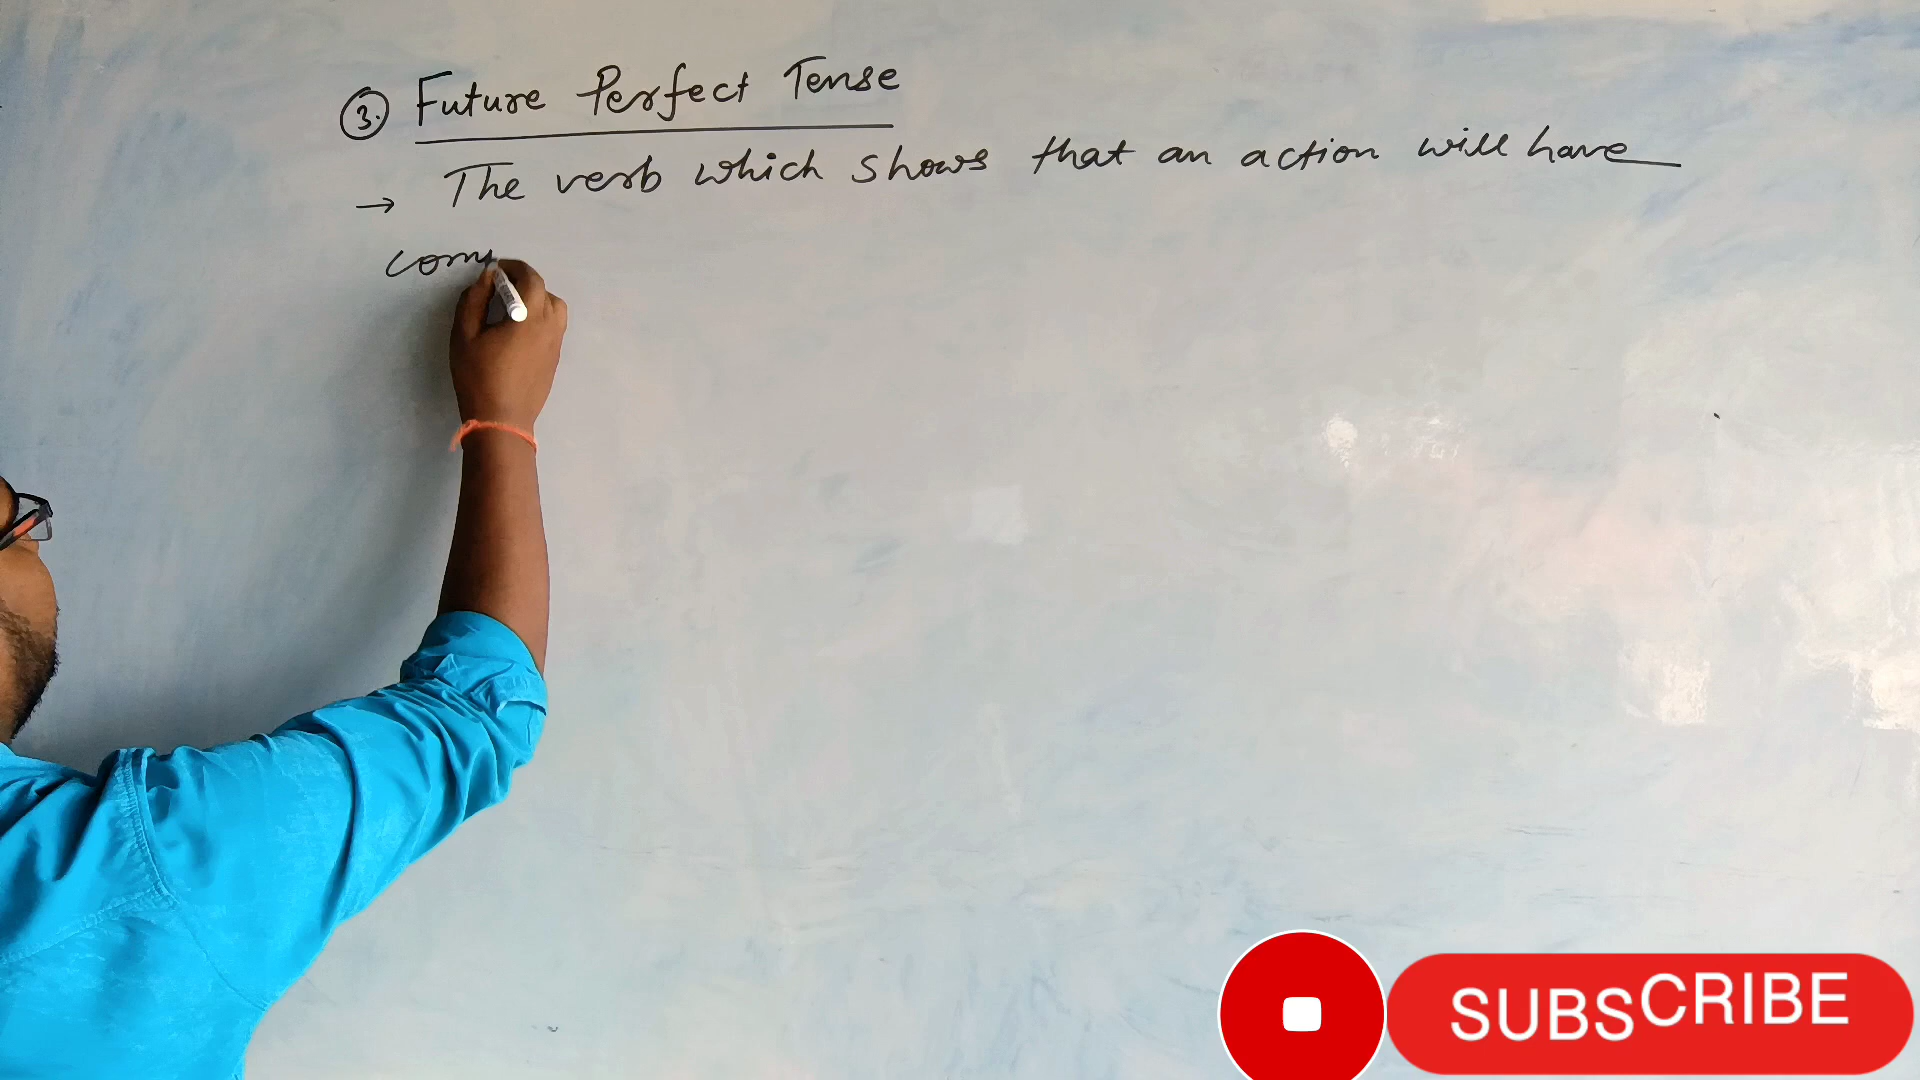 3. Future Perfect Tense
→ The verb which shows that an action will have
com
SUBSCRIBE